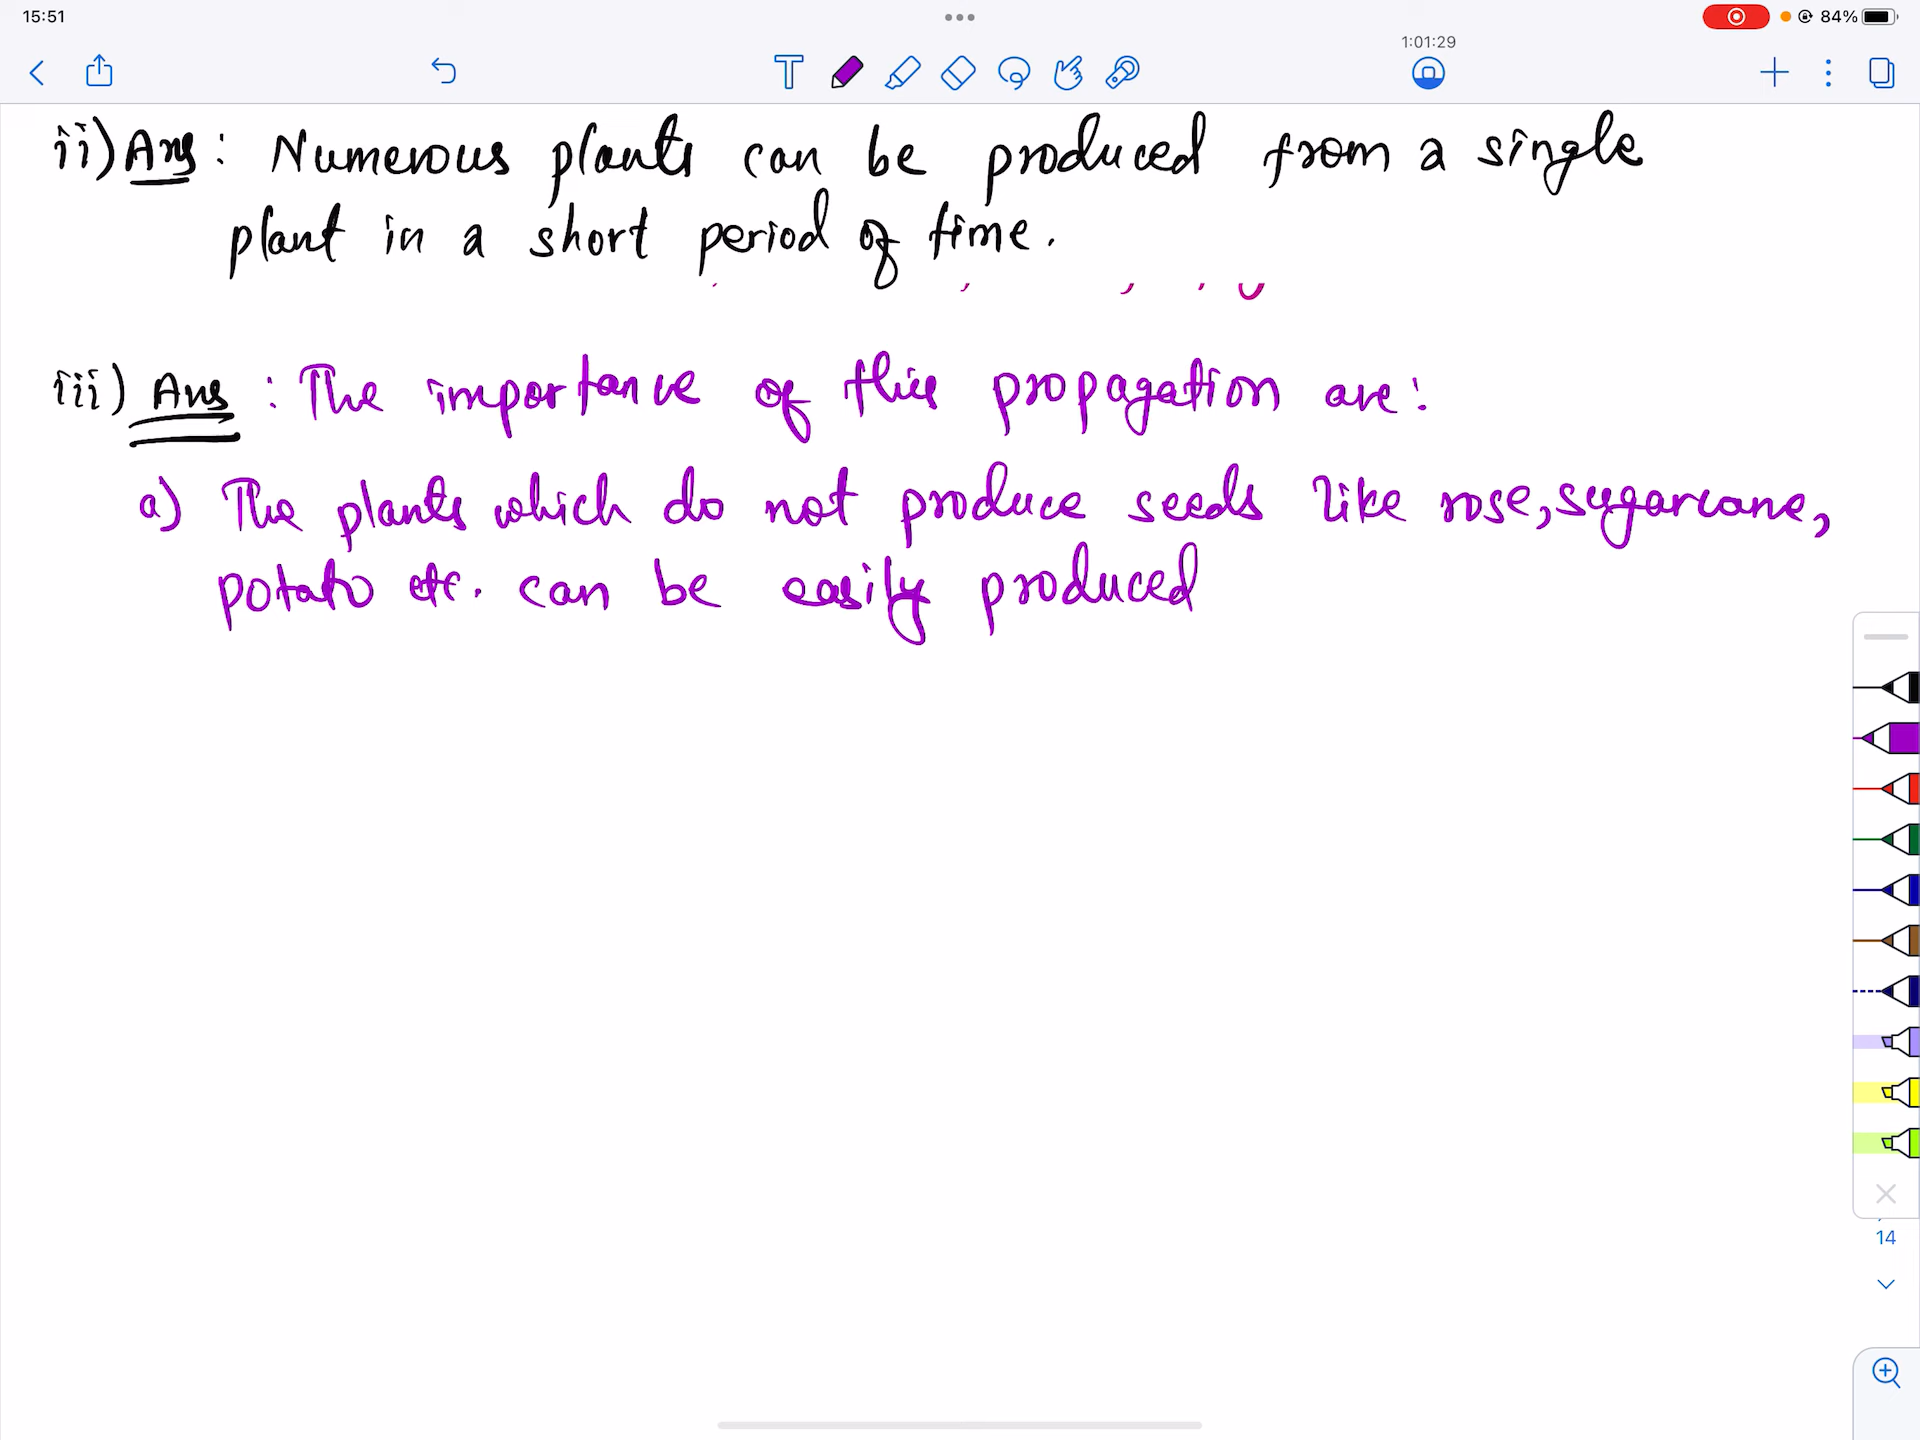 15:51
84%
1:01:29
ii) Ans: Numerous plants can be produced from a single
plant in a short period of time.
iii) Ans : The importance of this propagation are:
a) The plants which do not produce seeds like rose, sugarcane,
potato etc. can be easily produced
14